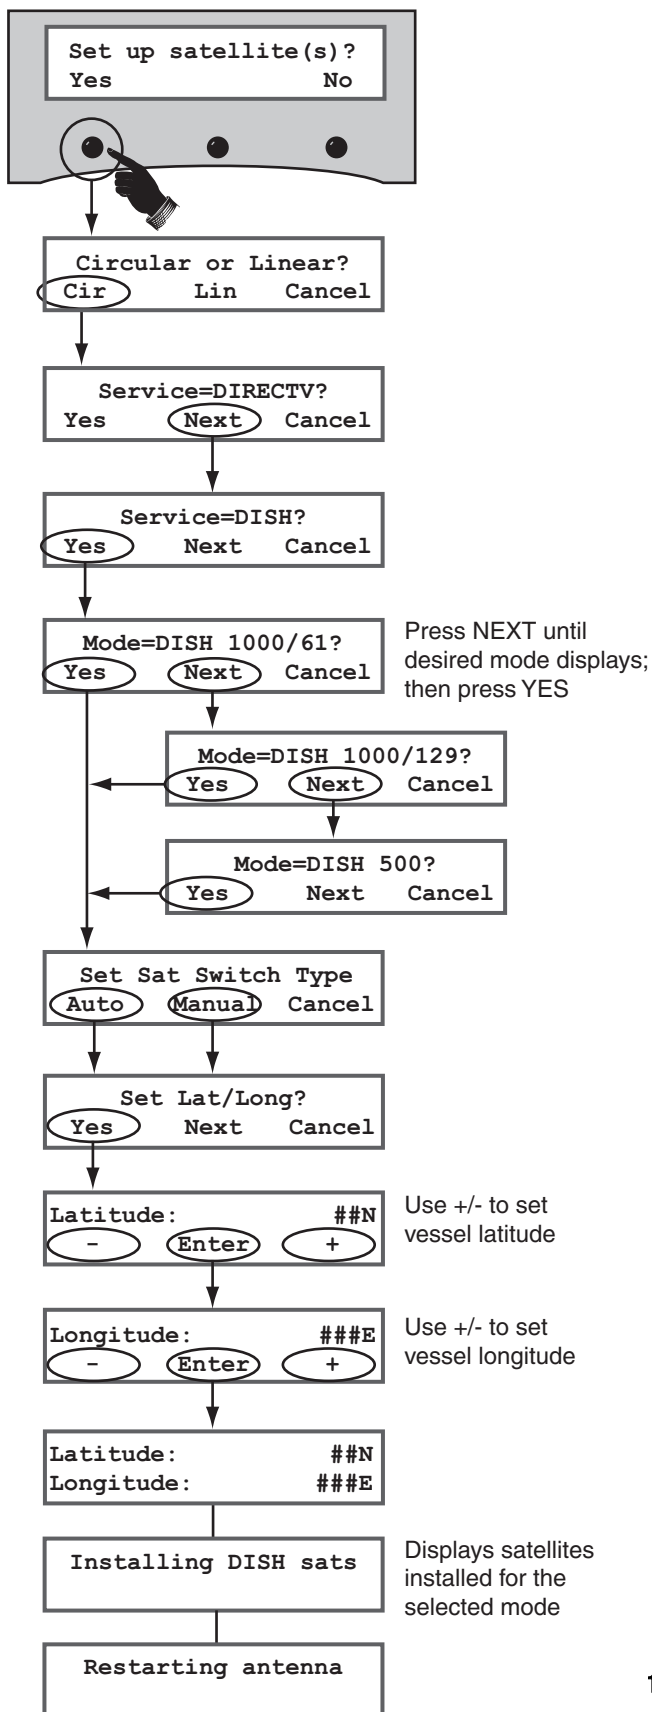 Set up satellite(s)?
Yes No
Circular or Linear?
Cir Lin Cancel
Service=DIRECTV?
Yes Next Cancel
Service=DISH?
Yes Next Cancel
Mode=DISH 1000/61?
Yes Next Cancel
Press NEXT until
desired mode displays;
then press YES
Mode=DISH 1000/129?
Yes Next Cancel
Mode=DISH 500?
Yes Next Cancel
Set Sat Switch Type
Auto Manual Cancel
Set Lat/Long?
Yes Next Cancel
Latitude: ##N
- Enter +
Use +/- to set
vessel latitude
Longitude: ###E
- Enter +
Use +/- to set
vessel longitude
Latitude: ##N
Longitude: ###E
Installing DISH sats
Displays satellites
installed for the
selected mode
Restarting antenna